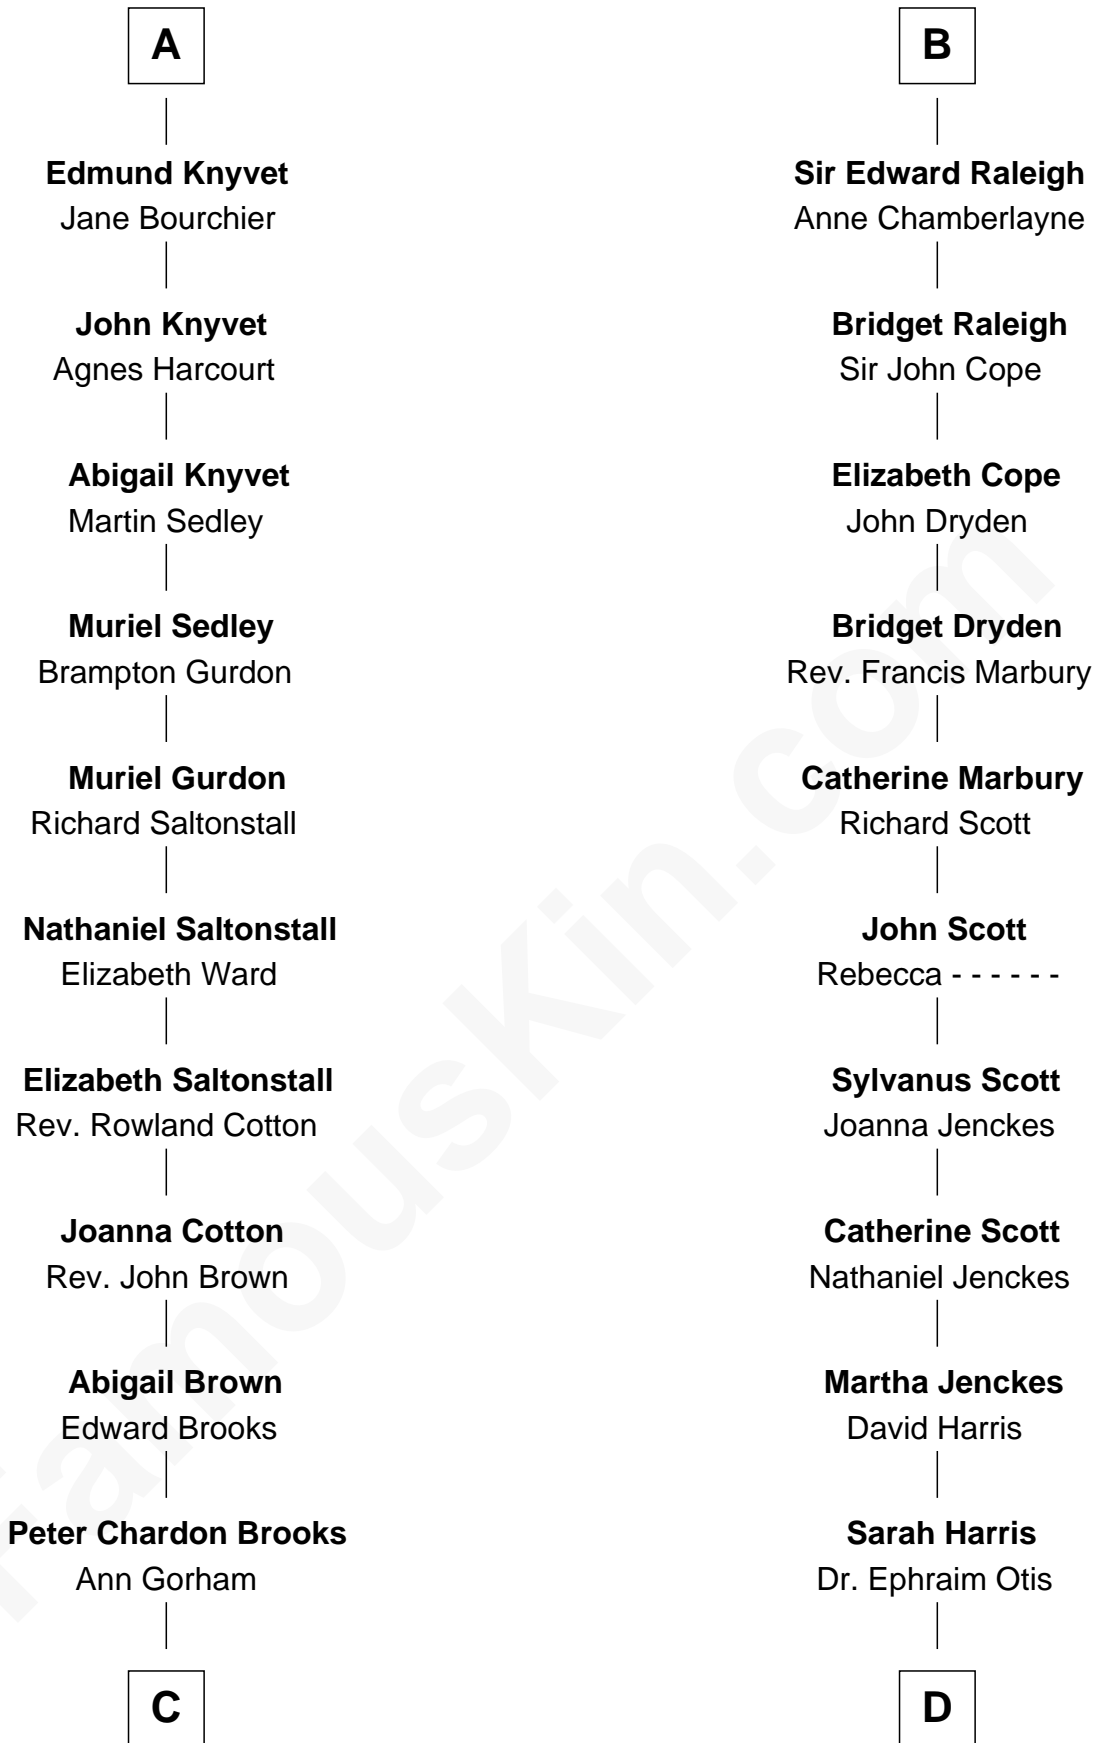 A
Edmund Knyvet
Jane Bourchier
John Knyvet
Agnes Harcourt
Abigail Knyvet
Martin Sedley
Muriel Sedley
Brampton Gurdon
Muriel Gurdon
Richard Saltonstall
Nathaniel Saltonstall
Elizabeth Ward
Elizabeth Saltonstall
Rev. Rowland Cotton
Joanna Cotton
Rev. John Brown
Abigail Brown
Edward Brooks
Peter Chardon Brooks
Ann Gorham
C
B
Sir Edward Raleigh
Anne Chamberlayne
Bridget Raleigh
Sir John Cope
Elizabeth Cope
John Dryden
Bridget Dryden
Rev. Francis Marbury
Catherine Marbury
Richard Scott
John Scott
Rebecca - - - - - -
Sylvanus Scott
Joanna Jenckes
Catherine Scott
Nathaniel Jenckes
Martha Jenckes
David Harris
Sarah Harris
Dr. Ephraim Otis
D
FamousKin.com